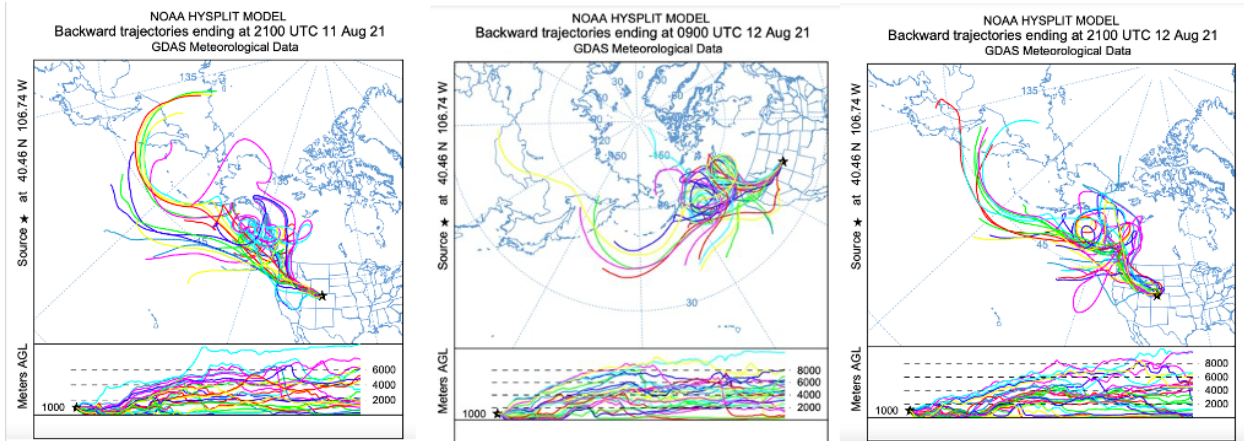 NOAA HYSPLIT MODEL
Backward trajectories ending at 2100 UTC 11 Aug 21
GDAS Meteorological Data
Source ★ at 40.46 N 106.74 W
135
45
Meters AGL
1000
6000
4000
2000
NOAA HYSPLIT MODEL
Backward trajectories ending at 0900 UTC 12 Aug 21
GDAS Meteorological Data
Source ★ at 40.46 N 106.74 W
0
30
30
Meters AGL
1000
8000
6000
4000
2000
NOAA HYSPLIT MODEL
Backward trajectories ending at 2100 UTC 12 Aug 21
GDAS Meteorological Data
Source ★ at 40.46 N 106.74 W
135
45
Meters AGL
1000
8000
6000
4000
2000